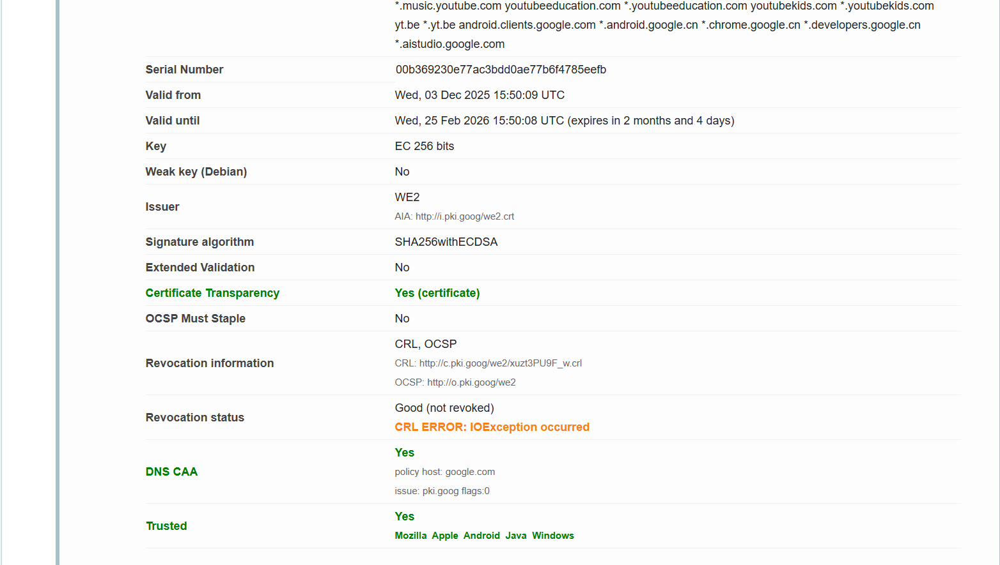 *.music.youtube.com youtubeeducation.com *.youtubeeducation.com youtubekids.com *.youtubekids.com
yt.be *.yt.be android.clients.google.com *.android.google.cn *.chrome.google.cn *.developers.google.cn
*.aistudio.google.com
Serial Number 00b369230e77ac3bdd0ae77b6f4785eefb
Valid from Wed, 03 Dec 2025 15:50:09 UTC
Valid until Wed, 25 Feb 2026 15:50:08 UTC (expires in 2 months and 4 days)
Key EC 256 bits
Weak key (Debian) No
Issuer WE2
AIA: http://i.pki.goog/we2.crt
Signature algorithm SHA256withECDSA
Extended Validation No
Certificate Transparency Yes (certificate)
OCSP Must Staple No
Revocation information CRL, OCSP
CRL: http://c.pki.goog/we2/xuzt3PU9F_w.crl
OCSP: http://o.pki.goog/we2
Revocation status Good (not revoked)
CRL ERROR: IOException occurred
DNS CAA Yes
policy host: google.com
issue: pki.goog flags:0
Trusted Yes
Mozilla Apple Android Java Windows